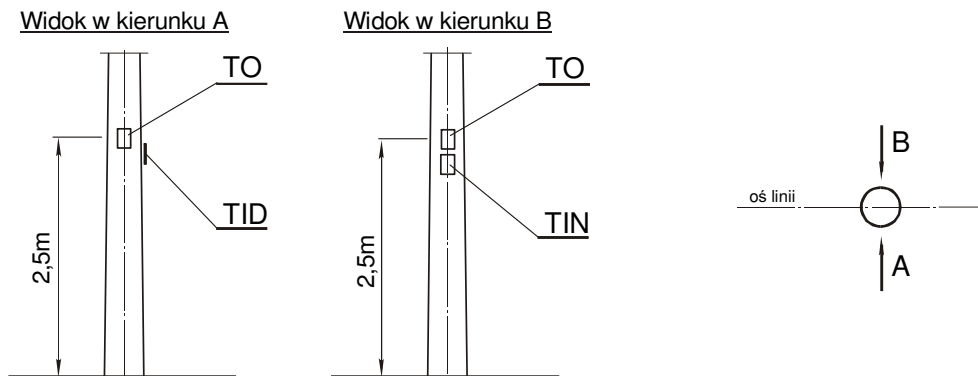 Widok w kierunku A
TO
TID
2,5m
Widok w kierunku B
TO
TIN
2,5m
B
oś linii
A